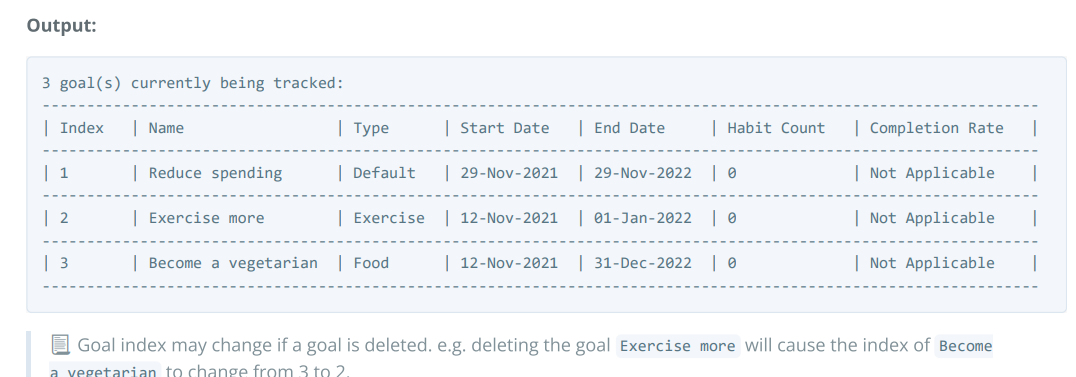 Output:
3 goal(s) currently being tracked:
--------------------------------------------------------------------------------------------------------------
| Index   | Name                 | Type      | Start Date   | End Date     | Habit Count   | Completion Rate   |
--------------------------------------------------------------------------------------------------------------
| 1       | Reduce spending      | Default   | 29-Nov-2021  | 29-Nov-2022  | 0             | Not Applicable    |
--------------------------------------------------------------------------------------------------------------
| 2       | Exercise more        | Exercise  | 12-Nov-2021  | 01-Jan-2022  | 0             | Not Applicable    |
--------------------------------------------------------------------------------------------------------------
| 3       | Become a vegetarian  | Food      | 12-Nov-2021  | 31-Dec-2022  | 0             | Not Applicable    |
--------------------------------------------------------------------------------------------------------------
📃 Goal index may change if a goal is deleted. e.g. deleting the goal Exercise more will cause the index of Become
a vegetarian to change from 3 to 2.